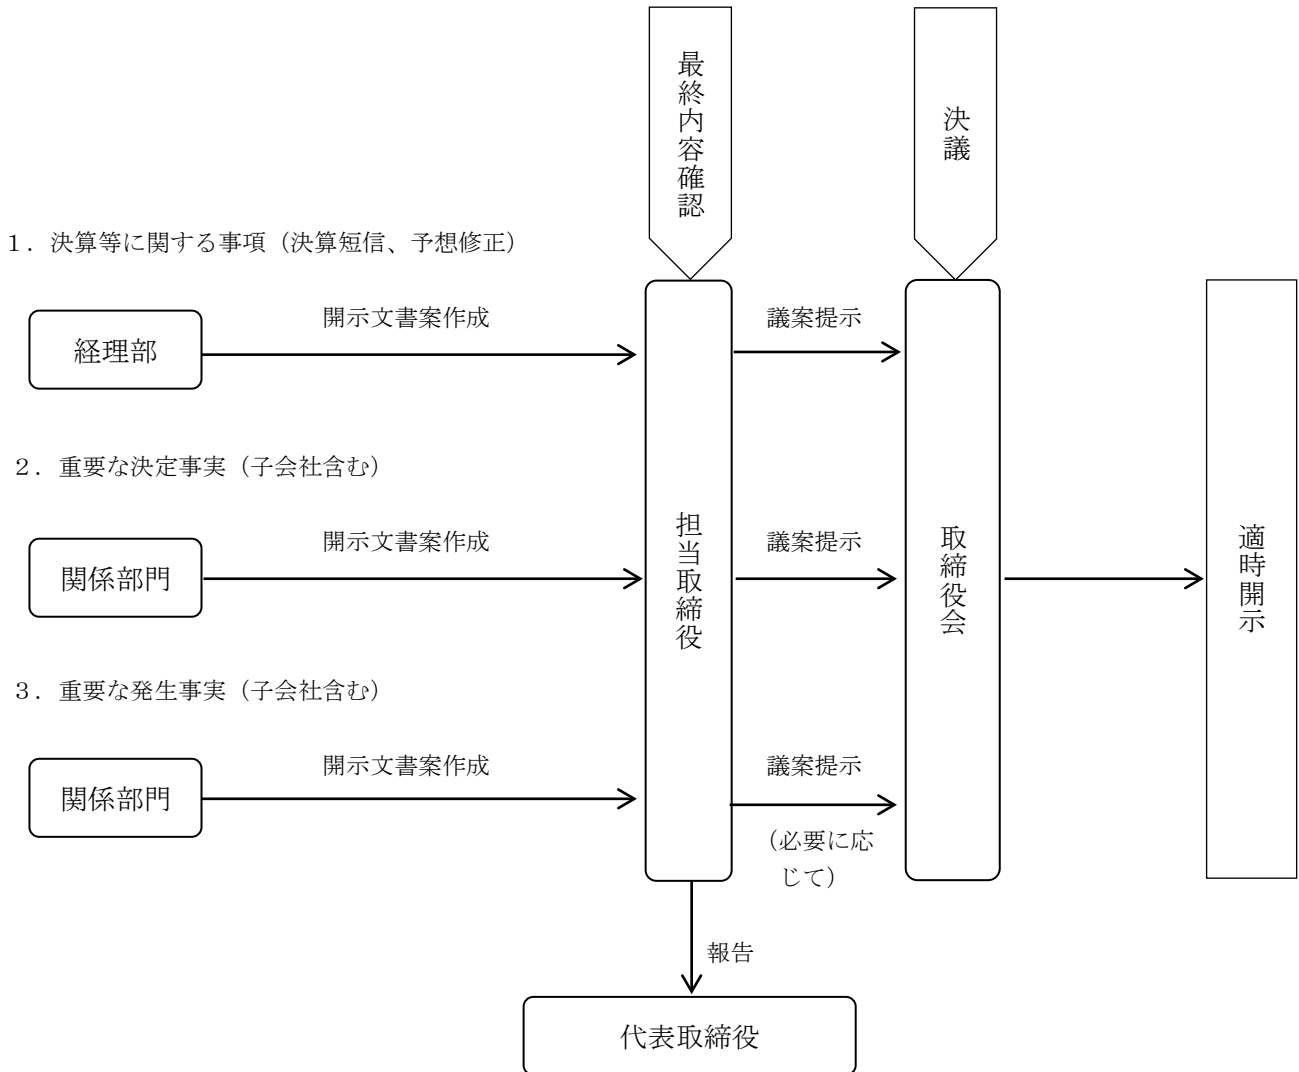 最終内容確認
決議
１．決算等に関する事項（決算短信、予想修正）
経理部
開示文書案作成
議案提示
２．重要な決定事実（子会社含む）
関係部門
開示文書案作成
担当取締役
議案提示
取締役会
適時開示
３．重要な発生事実（子会社含む）
関係部門
開示文書案作成
議案提示
（必要に応
じて）
報告
代表取締役